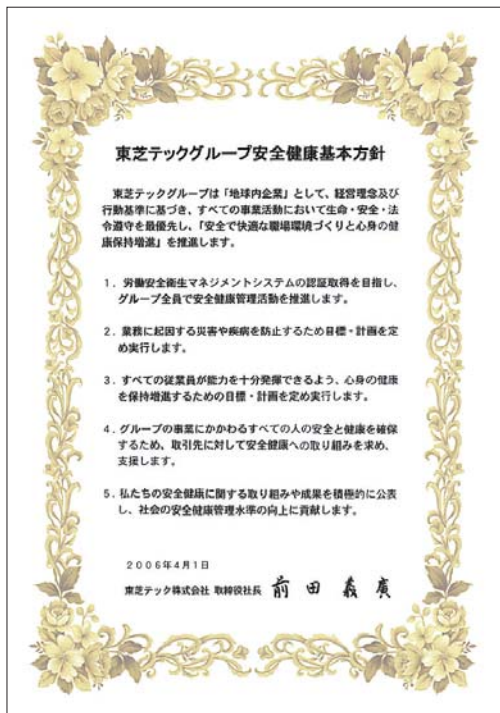 東芝テックグループ安全健康基本方針
東芝テックグループは「地球内企業」として、経営理念及び
行動基準に基づき、すべての事業活動において生命・安全・法
令遵守を最優先し、「安全で快適な職場環境づくりと心身の健
康保持増進」を推進します。
1．労働安全衛生マネジメントシステムの認証取得を目指し、
グループ全員で安全健康管理活動を推進します。
2．業務に起因する災害や疾病を防止するため目標・計画を定
め実行します。
3．すべての従業員が能力を十分発揮できるよう、心身の健康
を保持増進するための目標・計画を定め実行します。
4．グループの事業にかかわるすべての人の安全と健康を確保
するため、取引先に対して安全健康への取り組みを求め、
支援します。
5．私たちの安全健康に関する取り組みや成果を積極的に公表
し、社会の安全健康管理水準の向上に貢献します。
2006年4月1日
東芝テック株式会社 取締役社長 前田義廣